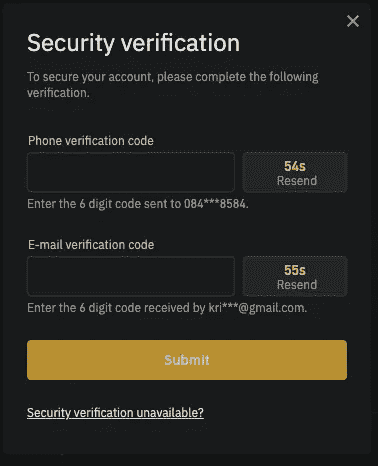 Security verification
To secure your account, please complete the following
verification.
Phone verification code
54s
Resend
Enter the 6 digit code sent to 084***8584.
E-mail verification code
55s
Resend
Enter the 6 digit code received by kri***@gmail.com.
Submit
Security verification unavailable?